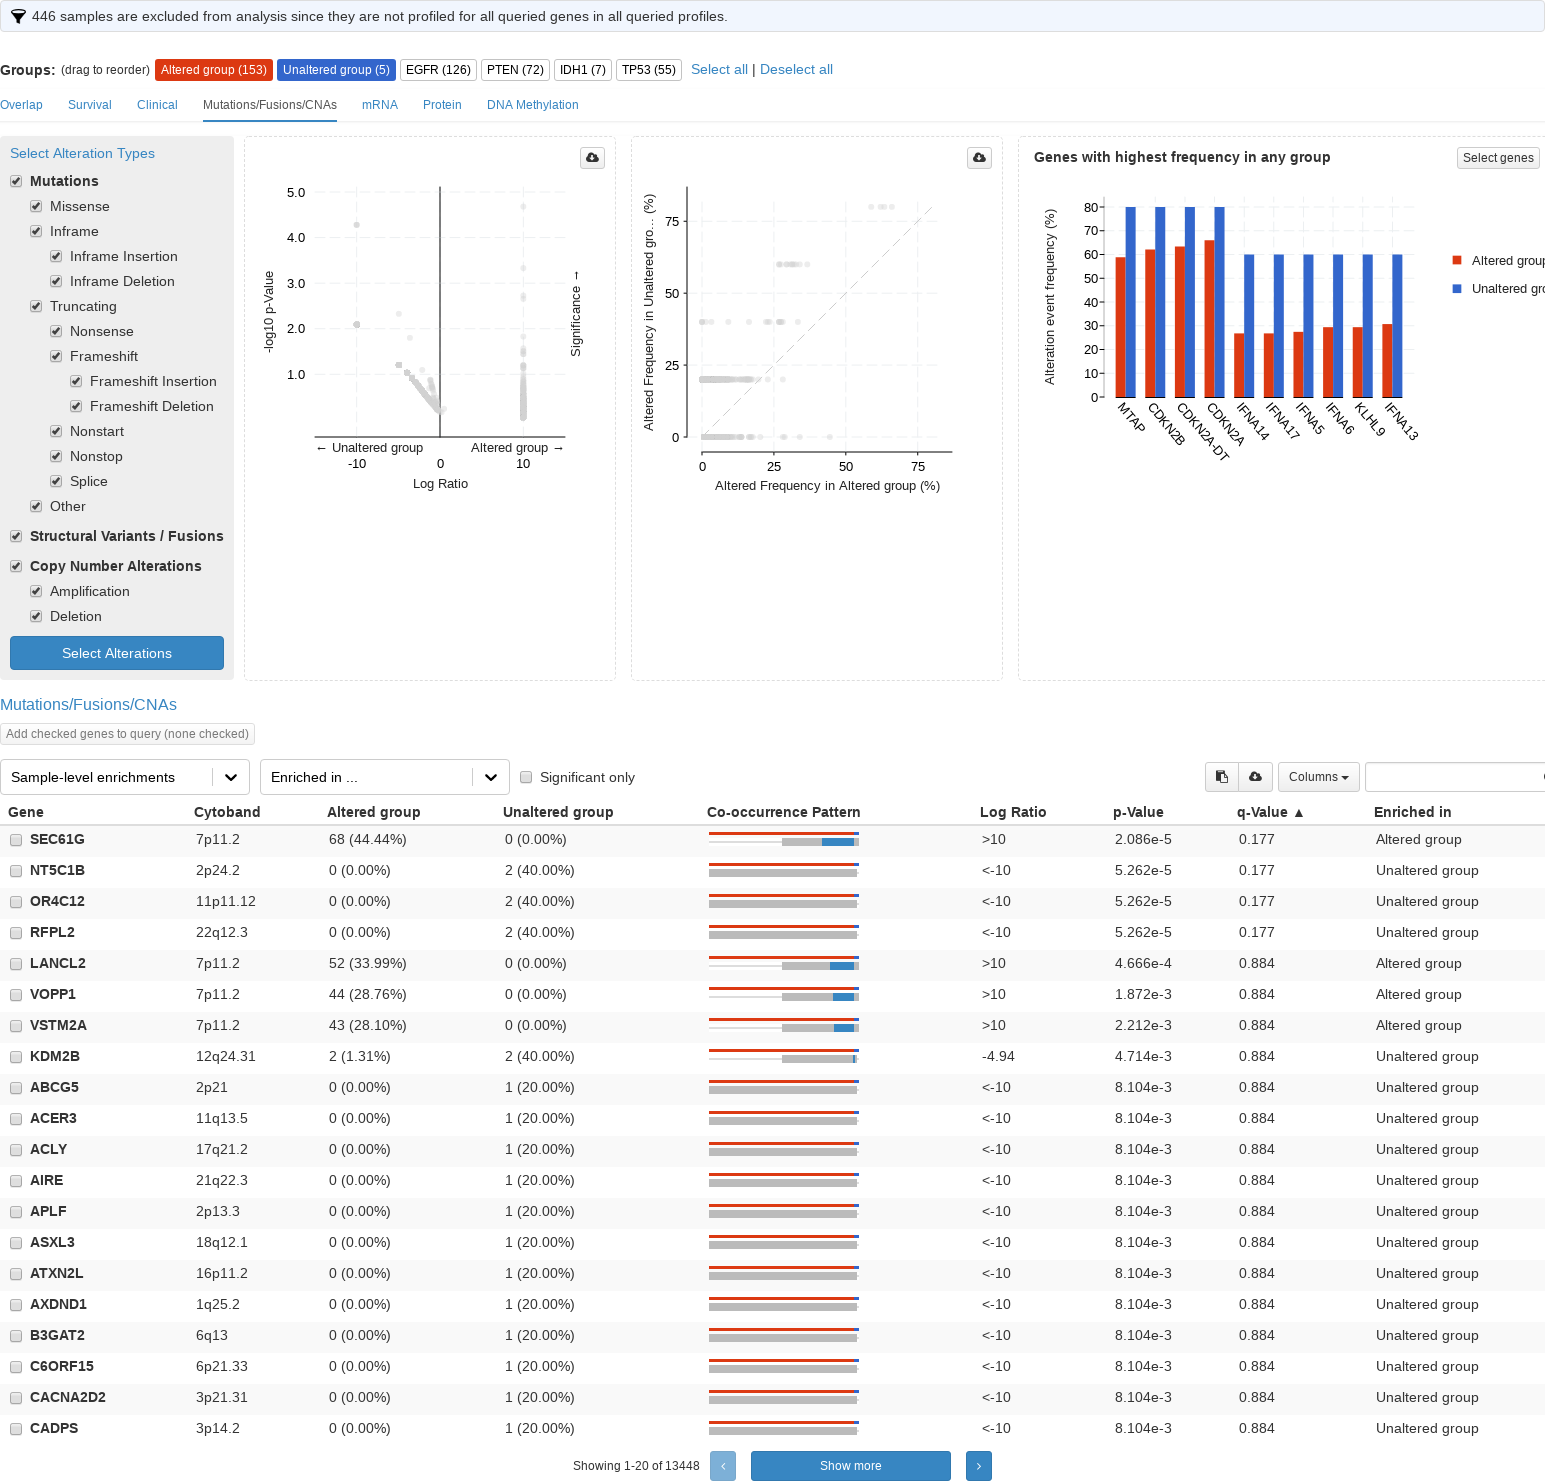 446 samples are excluded from analysis since they are not profiled for all queried genes in all queried profiles.
Groups: (drag to reorder) Altered group (153) Unaltered group (5) EGFR (126) PTEN (72) IDH1 (7) TP53 (55) Select all | Deselect all
Overlap Survival Clinical Mutations/Fusions/CNAs mRNA Protein DNA Methylation
Select Alteration Types
Mutations
Missense
Inframe
Inframe Insertion
Inframe Deletion
Truncating
Nonsense
Frameshift
Frameshift Insertion
Frameshift Deletion
Nonstart
Nonstop
Splice
Other
Structural Variants / Fusions
Copy Number Alterations
Amplification
Deletion
Select Alterations
5.0
4.0
3.0
2.0
1.0
-log10 p-Value
Significance →
← Unaltered group Altered group →
-10 0 10
Log Ratio
75
50
25
0
Altered Frequency in Unaltered gro... (%)
0 25 50 75
Altered Frequency in Altered group (%)
Genes with highest frequency in any group Select genes
80
70
60
50
40
30
20
10
0
Alteration event frequency (%)
MTAP CDKN2B CDKN2A-DT CDKN2A IFNA14 IFNA17 IFNA5 IFNA6 KLHL9 IFNA13
Altered group
Unaltered gro
Mutations/Fusions/CNAs
Add checked genes to query (none checked)
Sample-level enrichments Enriched in ... Significant only Columns
Gene Cytoband Altered group Unaltered group Co-occurrence Pattern Log Ratio p-Value q-Value ▲ Enriched in
SEC61G 7p11.2 68 (44.44%) 0 (0.00%) >10 2.086e-5 0.177 Altered group
NT5C1B 2p24.2 0 (0.00%) 2 (40.00%) <-10 5.262e-5 0.177 Unaltered group
OR4C12 11p11.12 0 (0.00%) 2 (40.00%) <-10 5.262e-5 0.177 Unaltered group
RFPL2 22q12.3 0 (0.00%) 2 (40.00%) <-10 5.262e-5 0.177 Unaltered group
LANCL2 7p11.2 52 (33.99%) 0 (0.00%) >10 4.666e-4 0.884 Altered group
VOPP1 7p11.2 44 (28.76%) 0 (0.00%) >10 1.872e-3 0.884 Altered group
VSTM2A 7p11.2 43 (28.10%) 0 (0.00%) >10 2.212e-3 0.884 Altered group
KDM2B 12q24.31 2 (1.31%) 2 (40.00%) -4.94 4.714e-3 0.884 Unaltered group
ABCG5 2p21 0 (0.00%) 1 (20.00%) <-10 8.104e-3 0.884 Unaltered group
ACER3 11q13.5 0 (0.00%) 1 (20.00%) <-10 8.104e-3 0.884 Unaltered group
ACLY 17q21.2 0 (0.00%) 1 (20.00%) <-10 8.104e-3 0.884 Unaltered group
AIRE 21q22.3 0 (0.00%) 1 (20.00%) <-10 8.104e-3 0.884 Unaltered group
APLF 2p13.3 0 (0.00%) 1 (20.00%) <-10 8.104e-3 0.884 Unaltered group
ASXL3 18q12.1 0 (0.00%) 1 (20.00%) <-10 8.104e-3 0.884 Unaltered group
ATXN2L 16p11.2 0 (0.00%) 1 (20.00%) <-10 8.104e-3 0.884 Unaltered group
AXDND1 1q25.2 0 (0.00%) 1 (20.00%) <-10 8.104e-3 0.884 Unaltered group
B3GAT2 6q13 0 (0.00%) 1 (20.00%) <-10 8.104e-3 0.884 Unaltered group
C6ORF15 6p21.33 0 (0.00%) 1 (20.00%) <-10 8.104e-3 0.884 Unaltered group
CACNA2D2 3p21.31 0 (0.00%) 1 (20.00%) <-10 8.104e-3 0.884 Unaltered group
CADPS 3p14.2 0 (0.00%) 1 (20.00%) <-10 8.104e-3 0.884 Unaltered group
Showing 1-20 of 13448 ‹ Show more ›